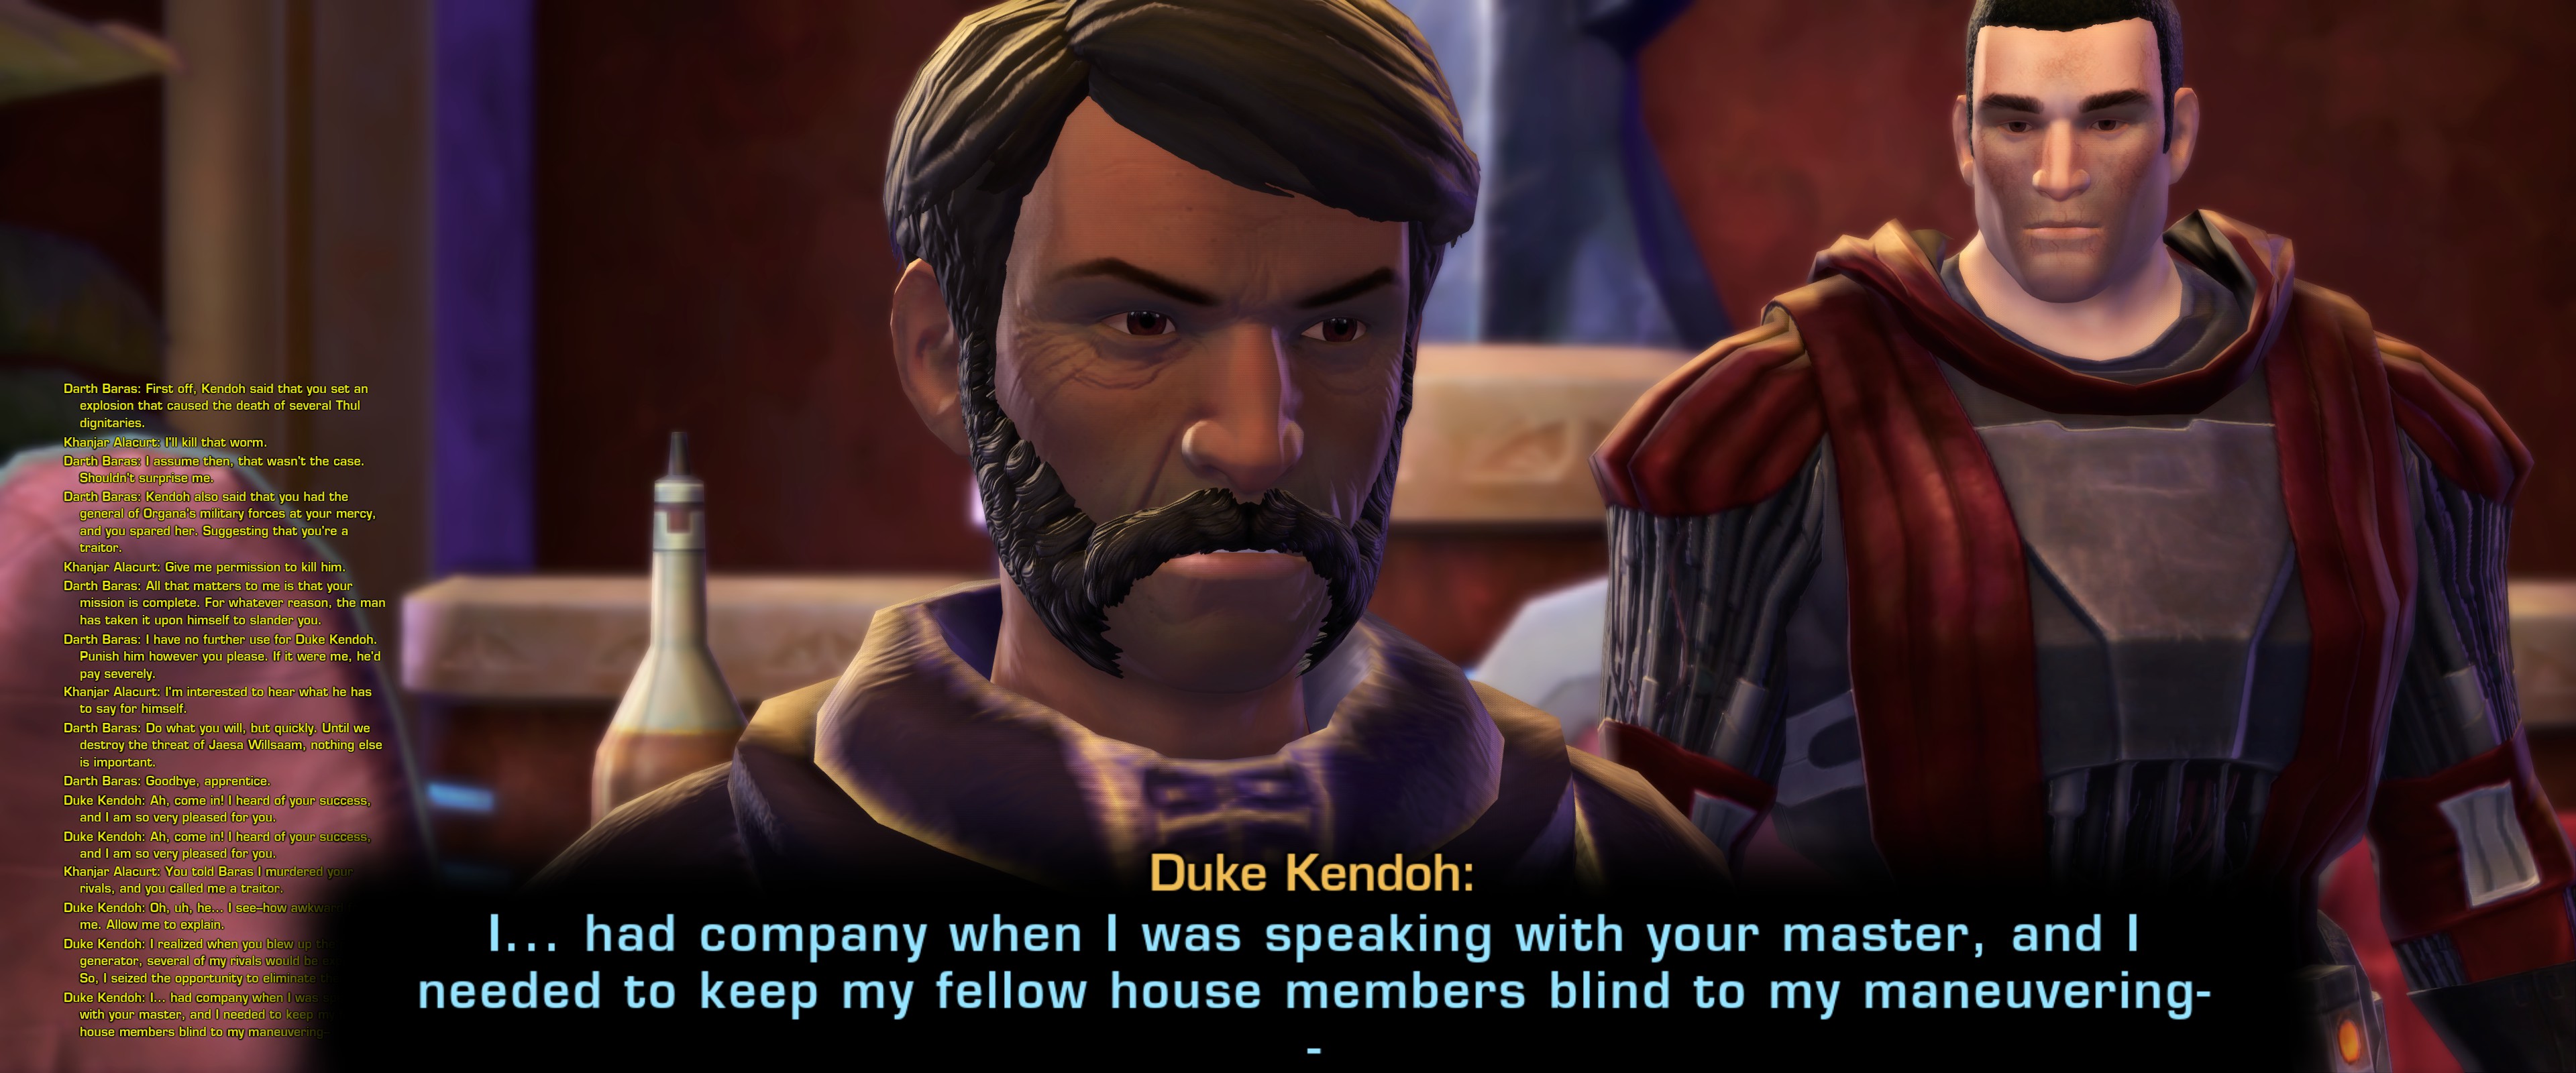 Darth Baras: First off, Kendoh said that you set an
explosion that caused the death of several Thul
dignitaries.
Khanjar Alacurt: I'll kill that worm.
Darth Baras: I assume then, that wasn't the case.
Shouldn't surprise me.
Darth Baras: Kendoh also said that you had the
general of Organa's military forces at your mercy,
and you spared her. Suggesting that you're a
traitor.
Khanjar Alacurt: Give me permission to kill him.
Darth Baras: All that matters to me is that your
mission is complete. For whatever reason, the man
has taken it upon himself to slander you.
Darth Baras: I have no further use for Duke Kendoh.
Punish him however you please. If it were me, he'd
pay severely.
Khanjar Alacurt: I'm interested to hear what he has
to say for himself.
Darth Baras: Do what you will, but quickly. Until we
destroy the threat of Jaesa Willsaam, nothing else
is important.
Darth Baras: Goodbye, apprentice.
Duke Kendoh: Ah, come in! I heard of your success,
and I am so very pleased for you.
Duke Kendoh: Ah, come in! I heard of your success,
and I am so very pleased for you.
Khanjar Alacurt: You told Baras I murdered your
rivals, and you called me a traitor.
Duke Kendoh: Oh, uh, he... I see–how awkward
me. Allow me to explain.
Duke Kendoh: I realized when you blew up the
generator, several of my rivals would be
So, I seized the opportunity to eliminate
Duke Kendoh: I... had company when I was
with your master, and I needed to keep
house members blind to my maneuvering-
Duke Kendoh:
I... had company when I was speaking with your master, and I
needed to keep my fellow house members blind to my maneuvering-
-